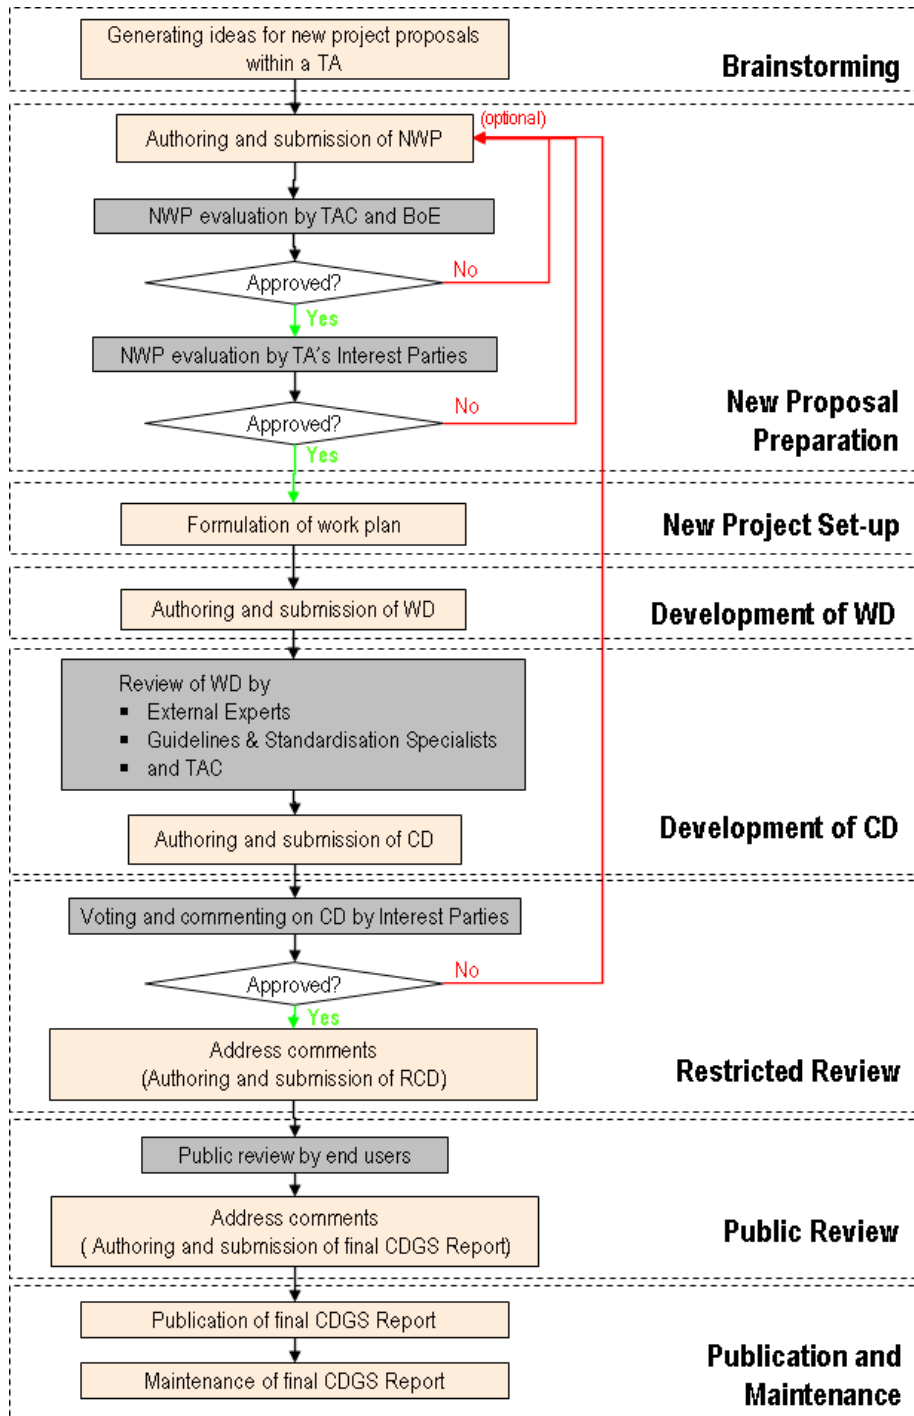 Generating ideas for new project proposals
within a TA
Brainstorming
(optional)
Authoring and submission of NWP
NWP evaluation by TAC and BoE
Approved?
No
Yes
NWP evaluation by TA's Interest Parties
Approved?
No
Yes
New Proposal
Preparation
Formulation of work plan
New Project Set-up
Authoring and submission of WD
Development of WD
Review of WD by
▪ External Experts
▪ Guidelines & Standardisation Specialists
▪ and TAC
Authoring and submission of CD
Development of CD
Voting and commenting on CD by Interest Parties
Approved?
No
Yes
Address comments
(Authoring and submission of RCD)
Restricted Review
Public review by end users
Address comments
( Authoring and submission of final CDGS Report)
Public Review
Publication of final CDGS Report
Maintenance of final CDGS Report
Publication and
Maintenance